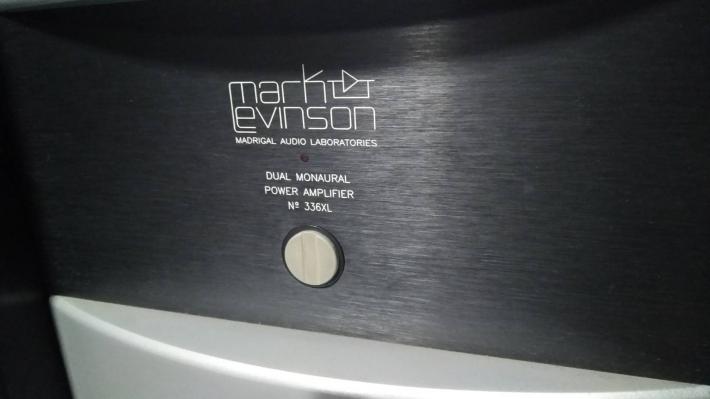 mark
Levinson
MADRIGAL AUDIO LABORATORIES
DUAL MONAURAL
POWER AMPLIFIER
Nº 336XL